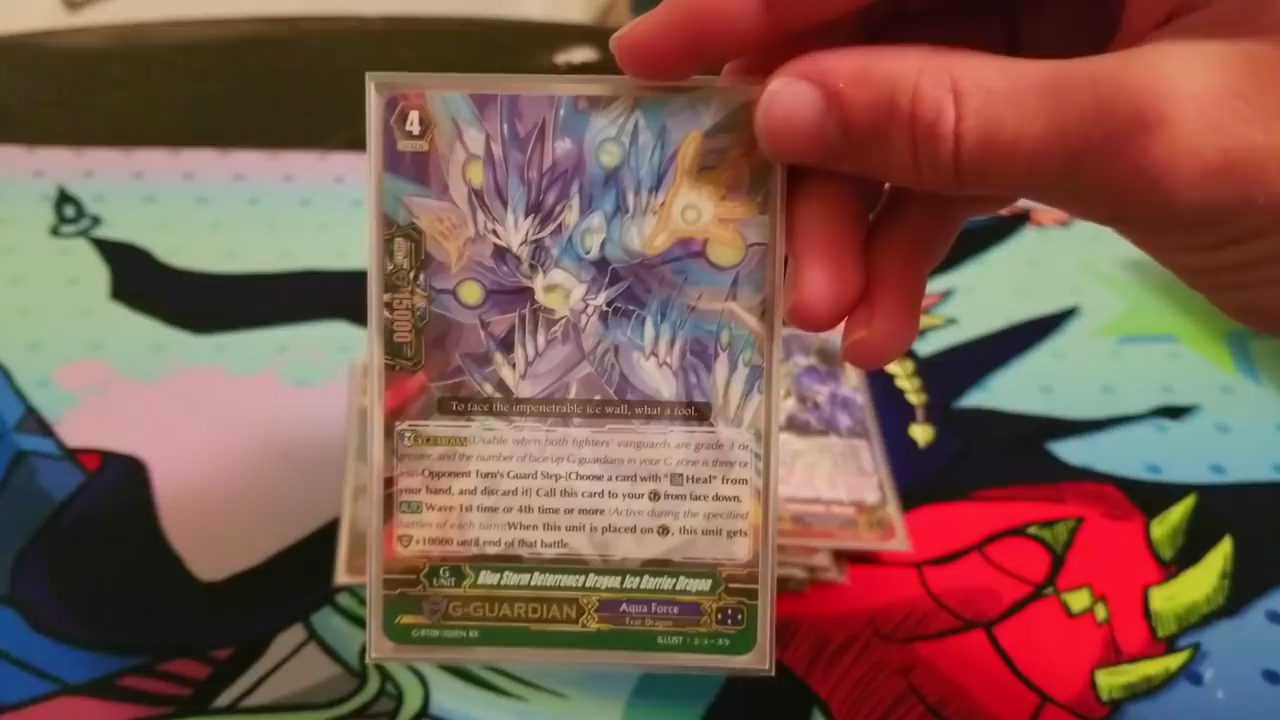 4
15000
To face the impenetrable ice wall, what a fool.
G GUARDIAN (Usable when both fighters' vanguards are grade 3 or
greater, and the number of face up G guardians in your G zone is three or
Opponent Turn's Guard Step-[Choose a card with "Heal" from
your hand, and discard it] Call this card to your from face down.
AUTO Wave-1st time or 4th time or more (Active during the specified
battles of each turn):When this unit is placed on , this unit gets
+10000 until end of that battle.
G UNIT
Blue Storm Deterrence Dragon, Ice Barrier Dragon
G-GUARDIAN
Aqua Force
Tear Dragon
ILLUST